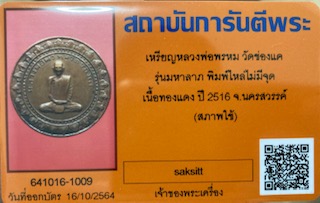 สถาบันการันตีพระ
เหรียญหลวงพ่อพรหม วัดช่องแค
รุ่นมหาลาภ พิมพ์ไหล่ไม่มีจุด
เนื้อทองแดง ปี 2516 จ.นครสวรรค์
(สภาพใช้)
saksitt
เจ้าของพระเครื่อง
641016-1009
วันที่ออกบัตร 16/10/2564